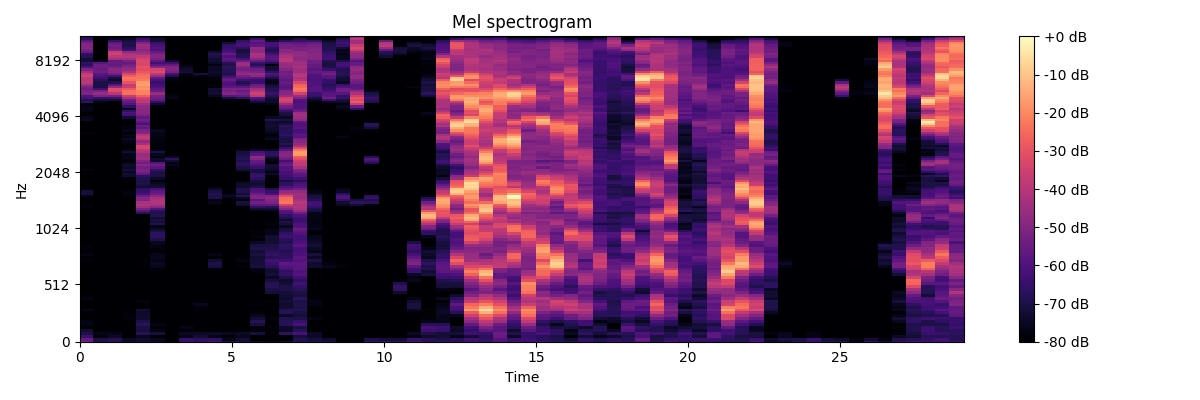 Mel spectrogram
8192
4096
2048
1024
512
0
Hz
0 5 10 15 20 25
Time
+0 dB
-10 dB
-20 dB
-30 dB
-40 dB
-50 dB
-60 dB
-70 dB
-80 dB